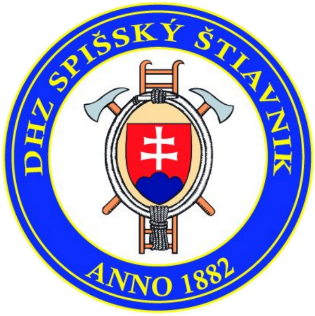 DHZ SPIŠSKÝ ŠTIAVNIK
ANNO 1882